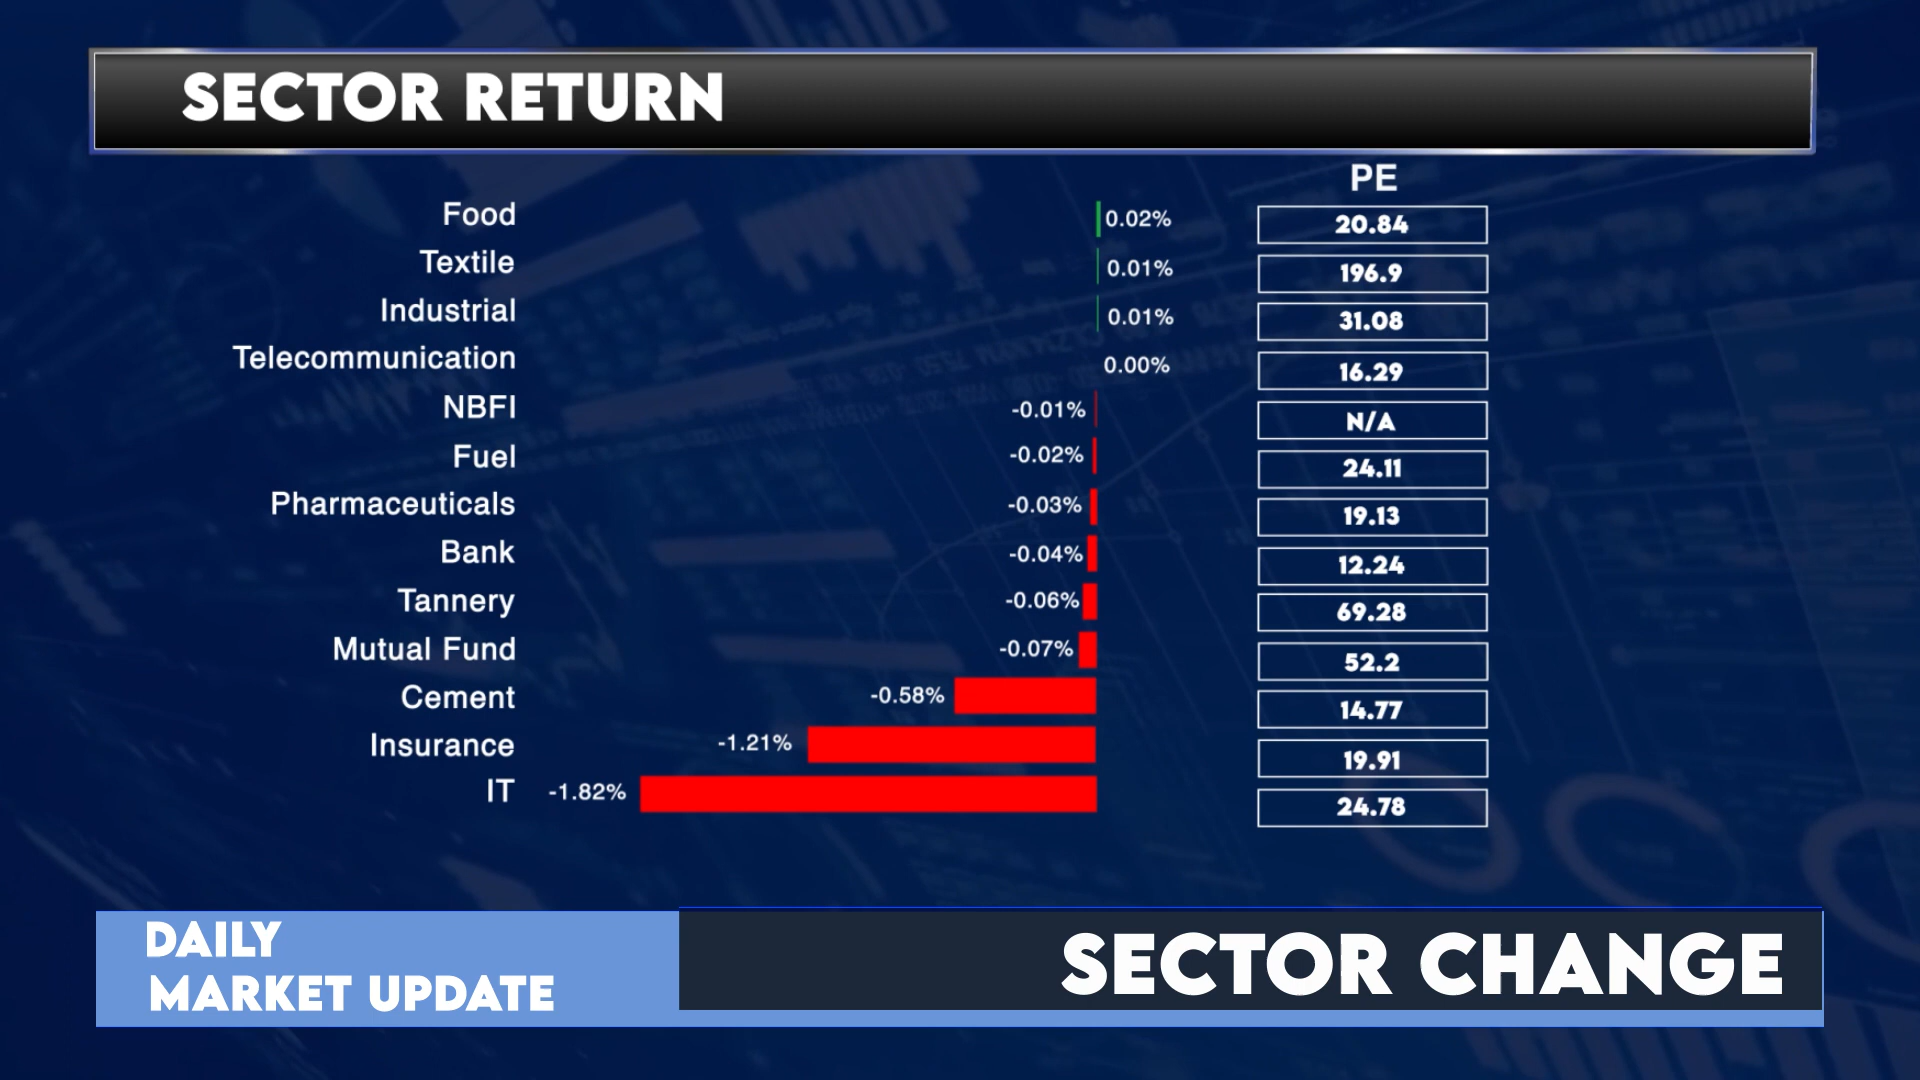 SECTOR RETURN
PE
Food 0.02% 20.84
Textile 0.01% 196.9
Industrial 0.01% 31.08
Telecommunication 0.00% 16.29
NBFI -0.01% N/A
Fuel -0.02% 24.11
Pharmaceuticals -0.03% 19.13
Bank -0.04% 12.24
Tannery -0.06% 69.28
Mutual Fund -0.07% 52.2
Cement -0.58% 14.77
Insurance -1.21% 19.91
IT -1.82% 24.78
DAILY
MARKET UPDATE
SECTOR CHANGE